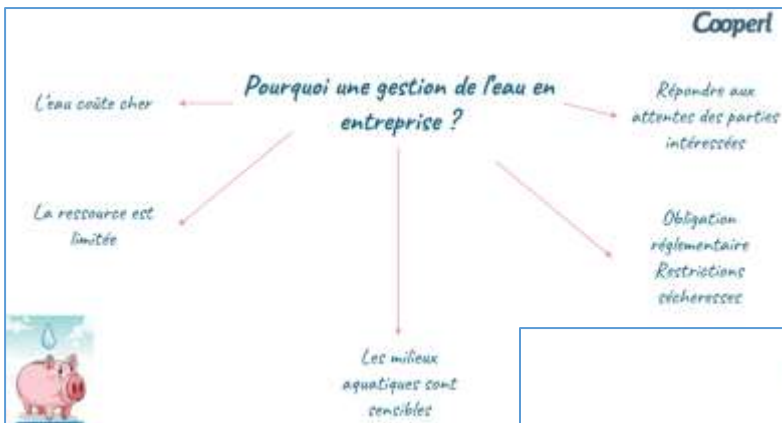 Cooperl
Pourquoi une gestion de l'eau en
entreprise ?
L'eau coûte cher
Répondre aux
attentes des parties
intéressées
La ressource est
limitée
Obligation
réglementaire
Restrictions
sécheresses
Les milieux
aquatiques sont
sensibles